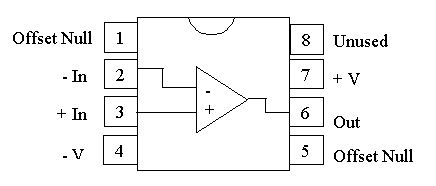 Offset Null 1 8 Unused
- In 2 7 + V
-
+ In 3 + 6 Out
- V 4 5 Offset Null